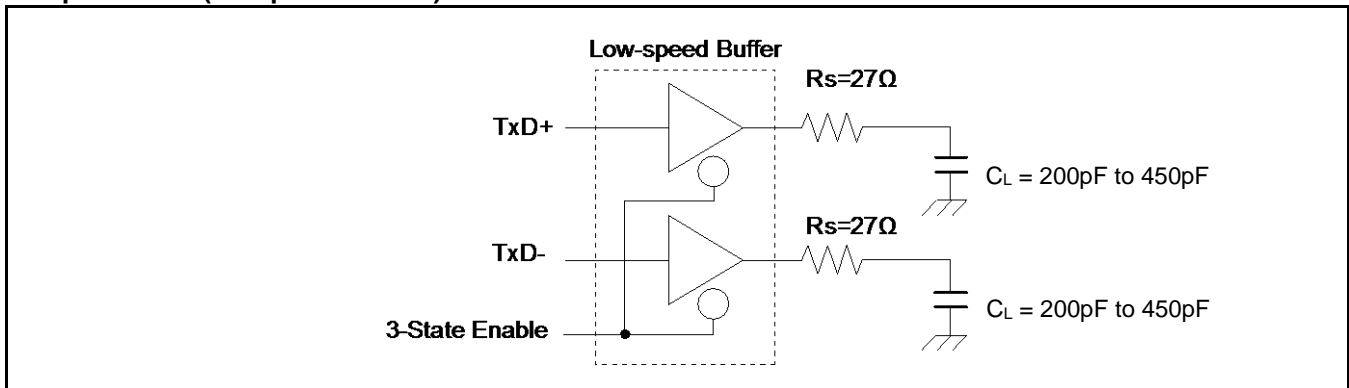 Low-speed Buffer
Rs=27Ω
TxD+
CL = 200pF to 450pF
Rs=27Ω
TxD-
CL = 200pF to 450pF
3-State Enable